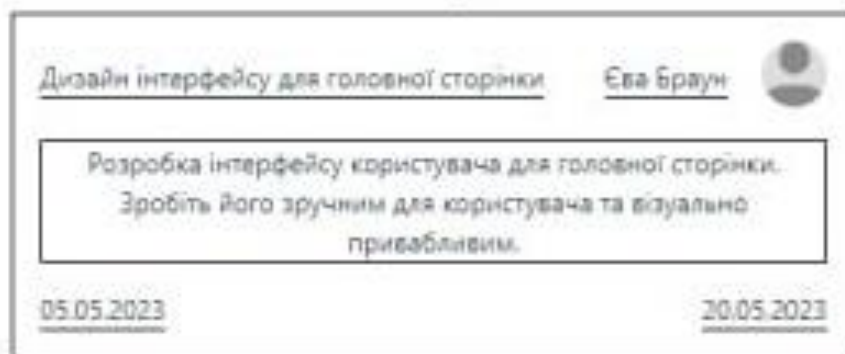 Дизайн інтерфейсу для головної сторінки Єва Браун
Розробка інтерфейсу користувача для головної сторінки.
Зробіть його зручним для користувача та візуально
привабливим.
05.05.2023 20.05.2023